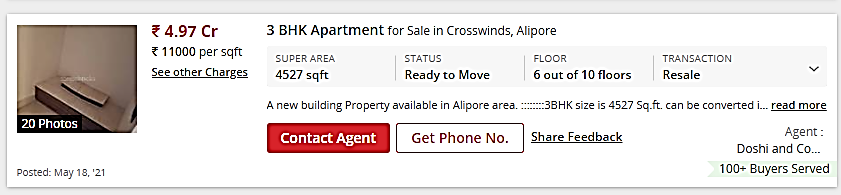 ₹ 4.97 Cr
₹ 11000 per sqft
See other Charges
20 Photos
Posted: May 18, '21
3 BHK Apartment for Sale in Crosswinds, Alipore
SUPER AREA
4527 sqft
STATUS
Ready to Move
FLOOR
6 out of 10 floors
TRANSACTION
Resale
A new building Property available in Alipore area. ::::::::3BHK size is 4527 Sq.ft. can be converted i... read more
Contact Agent
Get Phone No.
Share Feedback
Agent :
Doshi and Co...
100+ Buyers Served